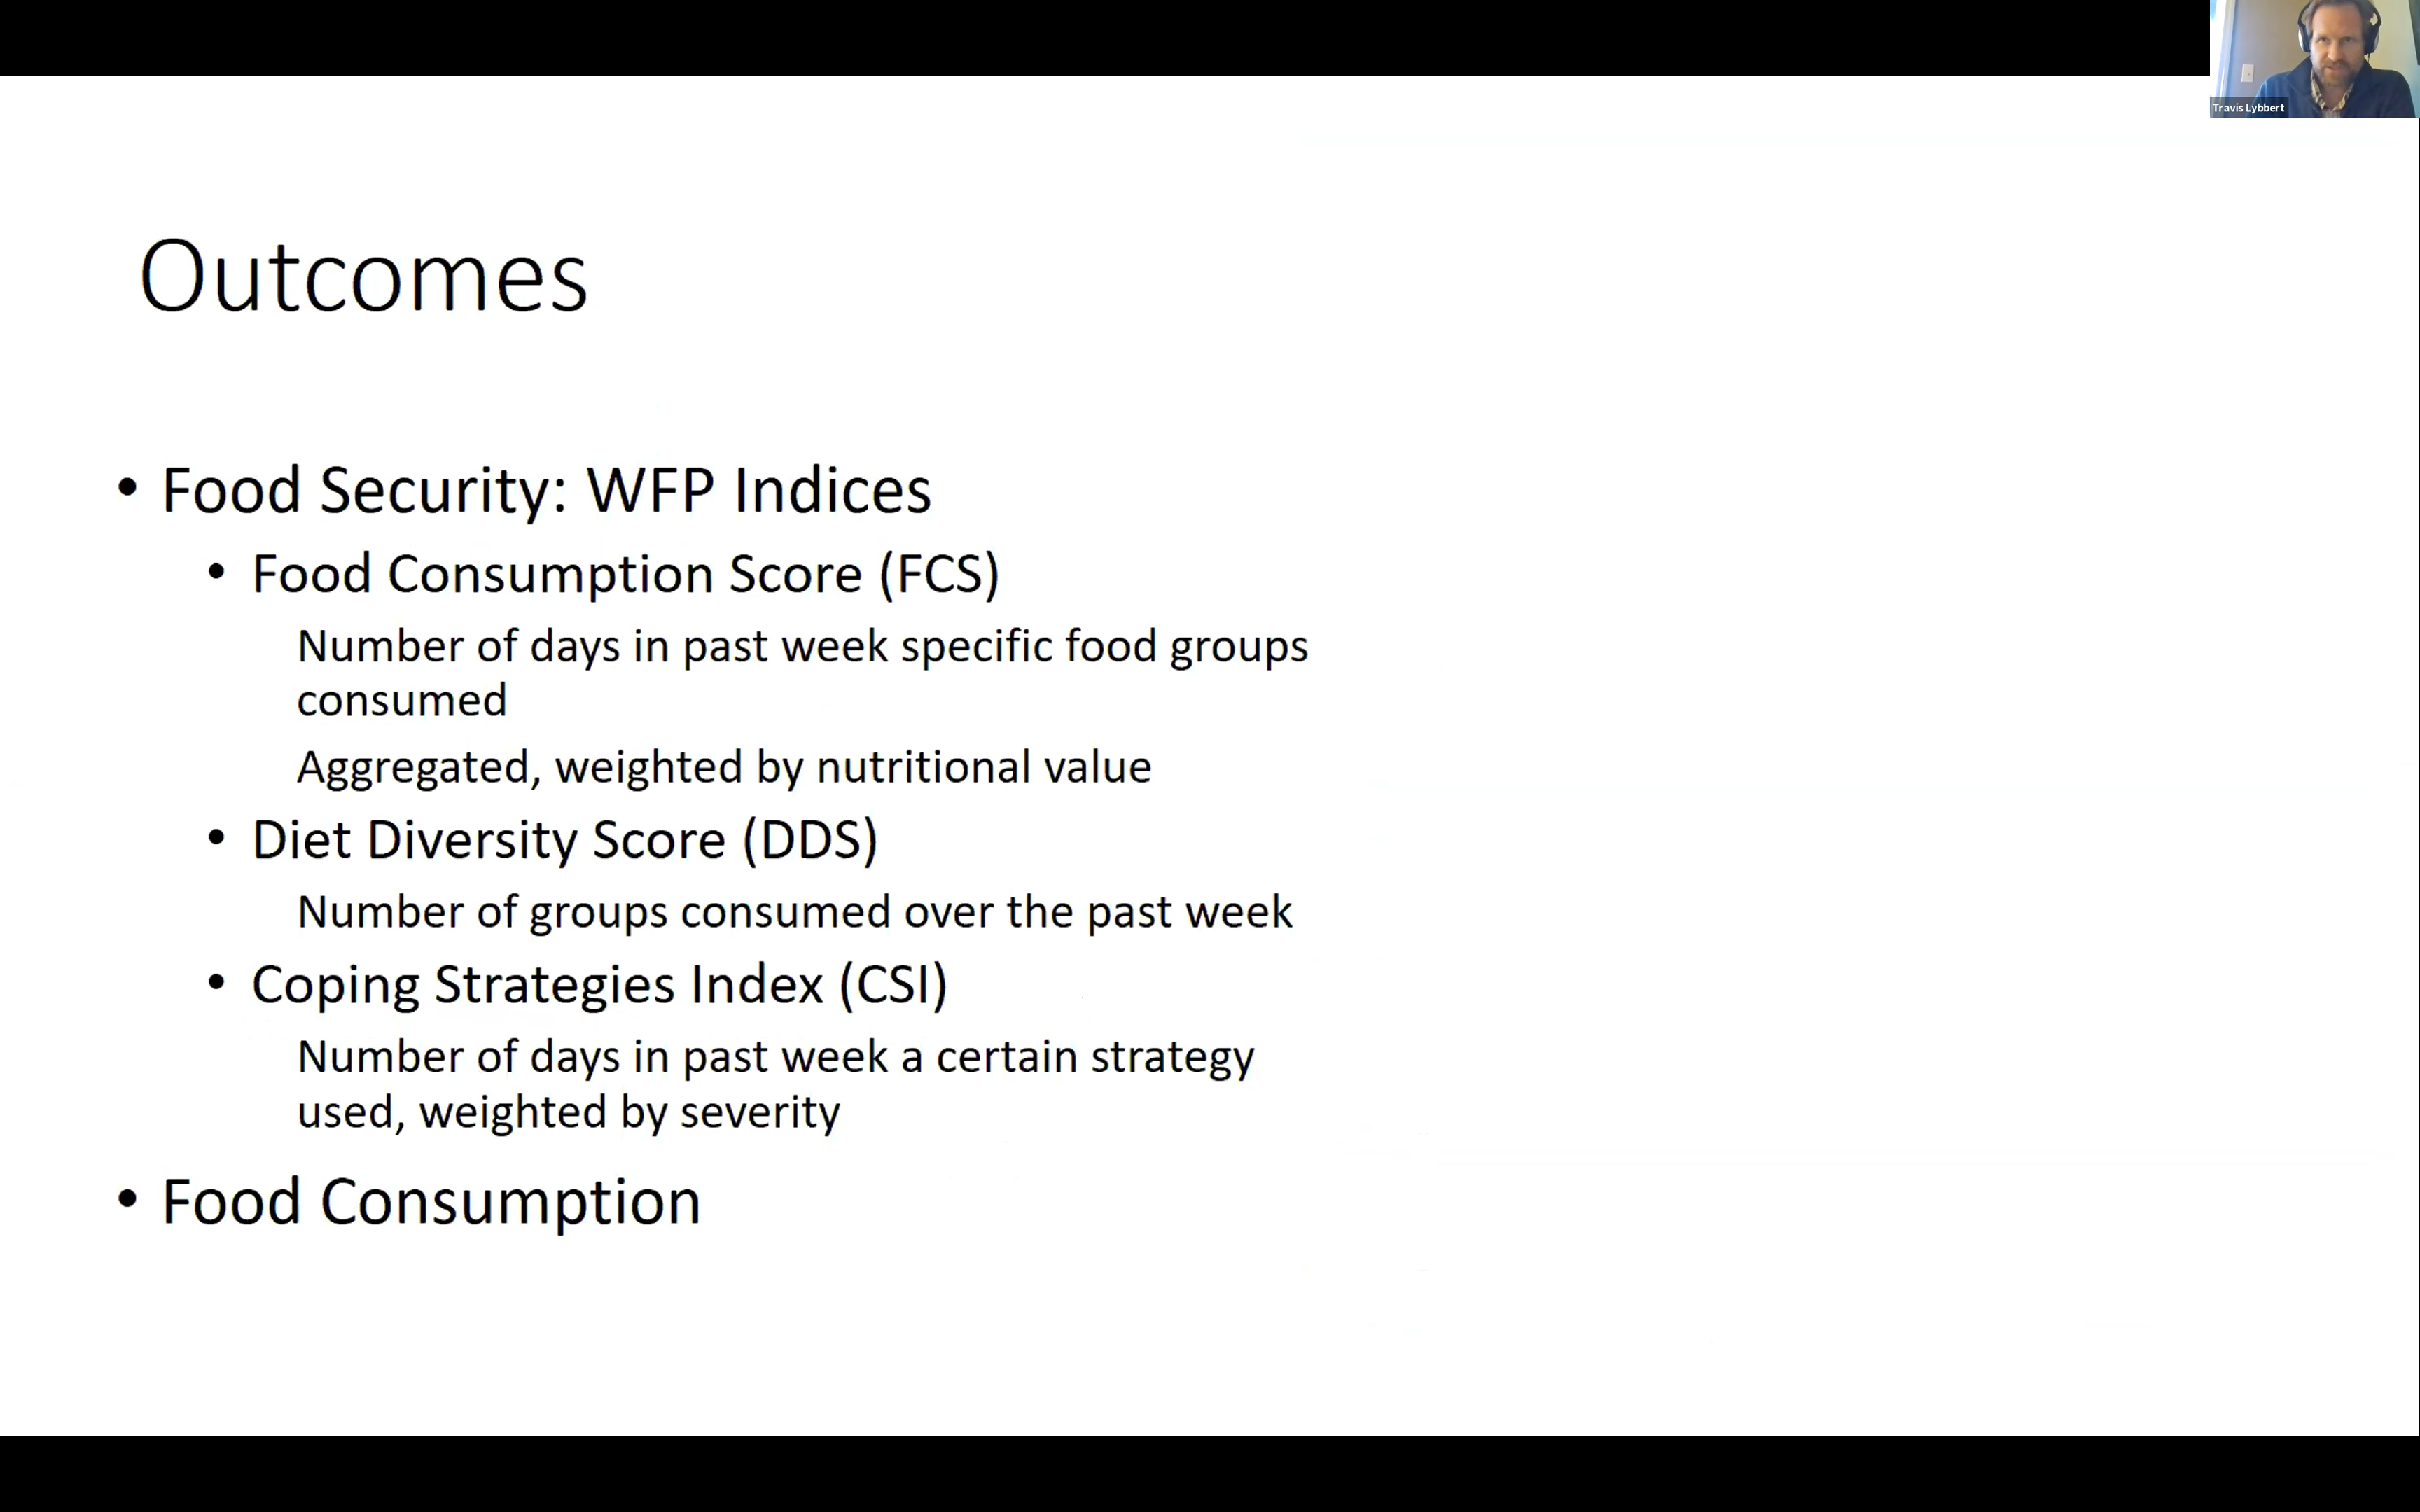 Travis Lybbert
Outcomes
• Food Security: WFP Indices
• Food Consumption Score (FCS)
Number of days in past week specific food groups
consumed
Aggregated, weighted by nutritional value
• Diet Diversity Score (DDS)
Number of groups consumed over the past week
• Coping Strategies Index (CSI)
Number of days in past week a certain strategy
used, weighted by severity
• Food Consumption